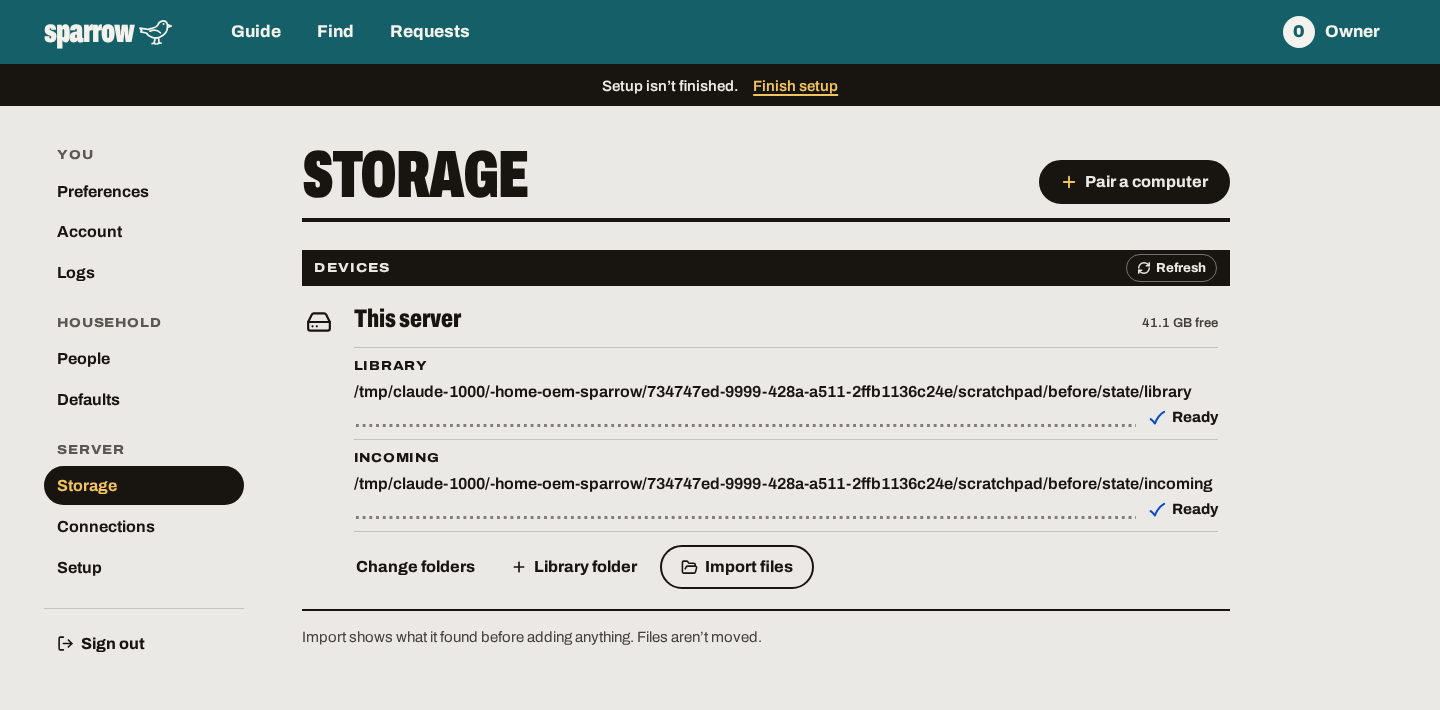 sparrow
Guide
Find
Requests
O
Owner
Setup isn’t finished. Finish setup
YOU
Preferences
Account
Logs
HOUSEHOLD
People
Defaults
SERVER
Storage
Connections
Setup
Sign out
STORAGE
Pair a computer
DEVICES
Refresh
This server
41.1 GB free
LIBRARY
/tmp/claude-1000/-home-oem-sparrow/734747ed-9999-428a-a511-2ffb1136c24e/scratchpad/before/state/library
Ready
INCOMING
/tmp/claude-1000/-home-oem-sparrow/734747ed-9999-428a-a511-2ffb1136c24e/scratchpad/before/state/incoming
Ready
Change folders
Library folder
Import files
Import shows what it found before adding anything. Files aren’t moved.